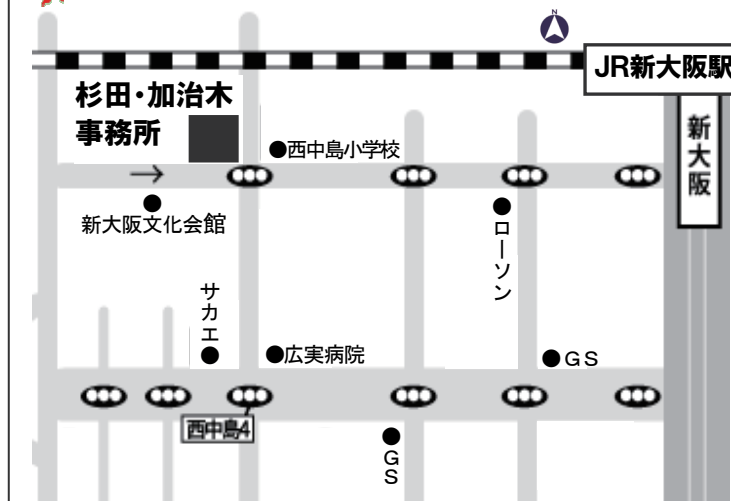 JR新大阪駅
杉田・加治木
事務所
新大阪
●西中島小学校
新大阪文化会館
ローソン
サカエ
●広実病院
●GS
西中島4
GS